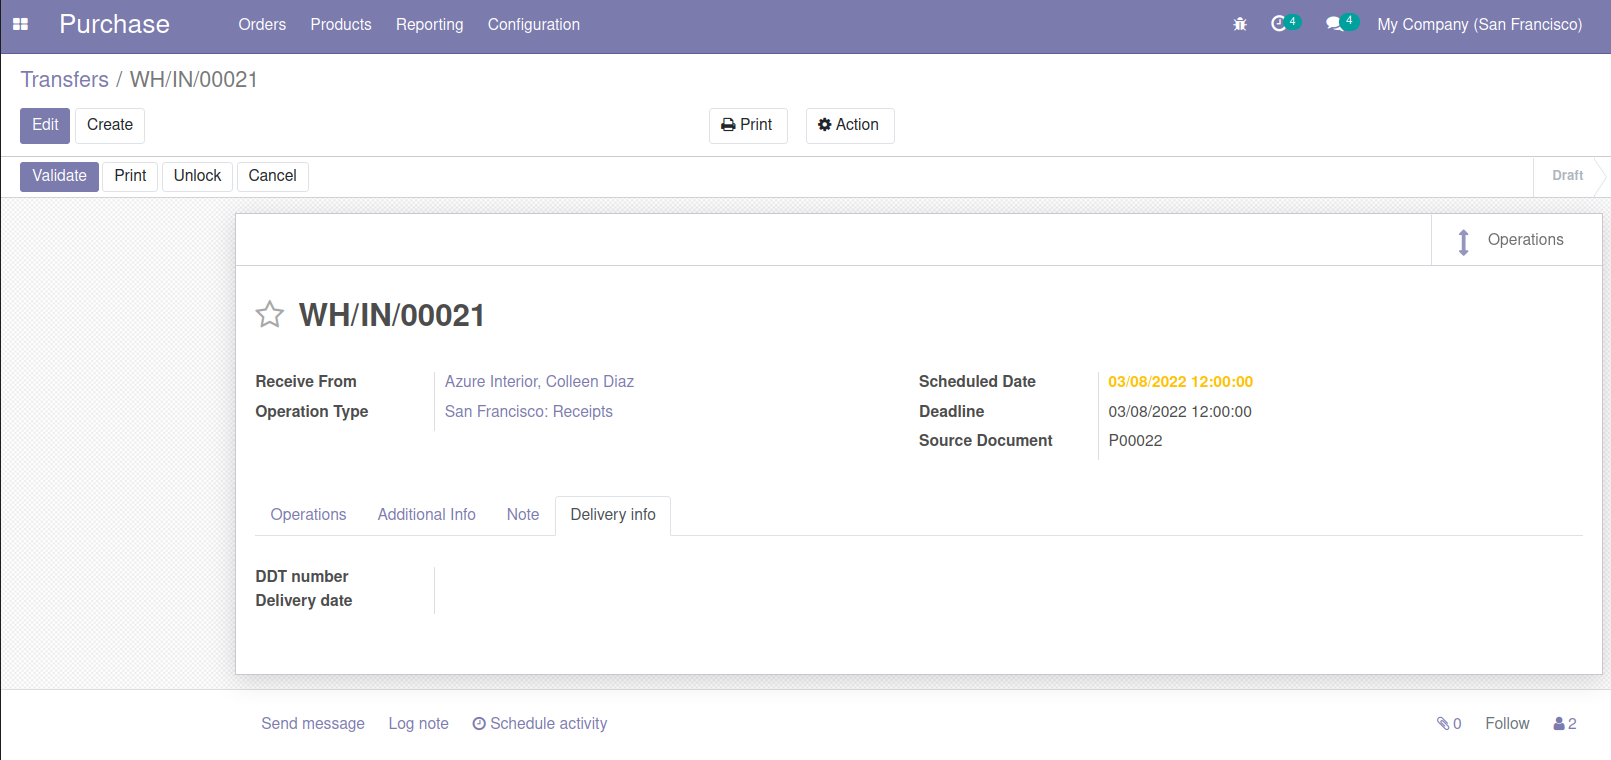 Purchase Orders Products Reporting Configuration 4 4 My Company (San Francisco)
Transfers / WH/IN/00021
Edit Create Print Action
Validate Print Unlock Cancel Draft
Operations
WH/IN/00021
Receive From Azure Interior, Colleen Diaz Scheduled Date 03/08/2022 12:00:00
Operation Type San Francisco: Receipts Deadline 03/08/2022 12:00:00
Source Document P00022
Operations Additional Info Note Delivery info
DDT number
Delivery date
Send message Log note Schedule activity 0 Follow 2